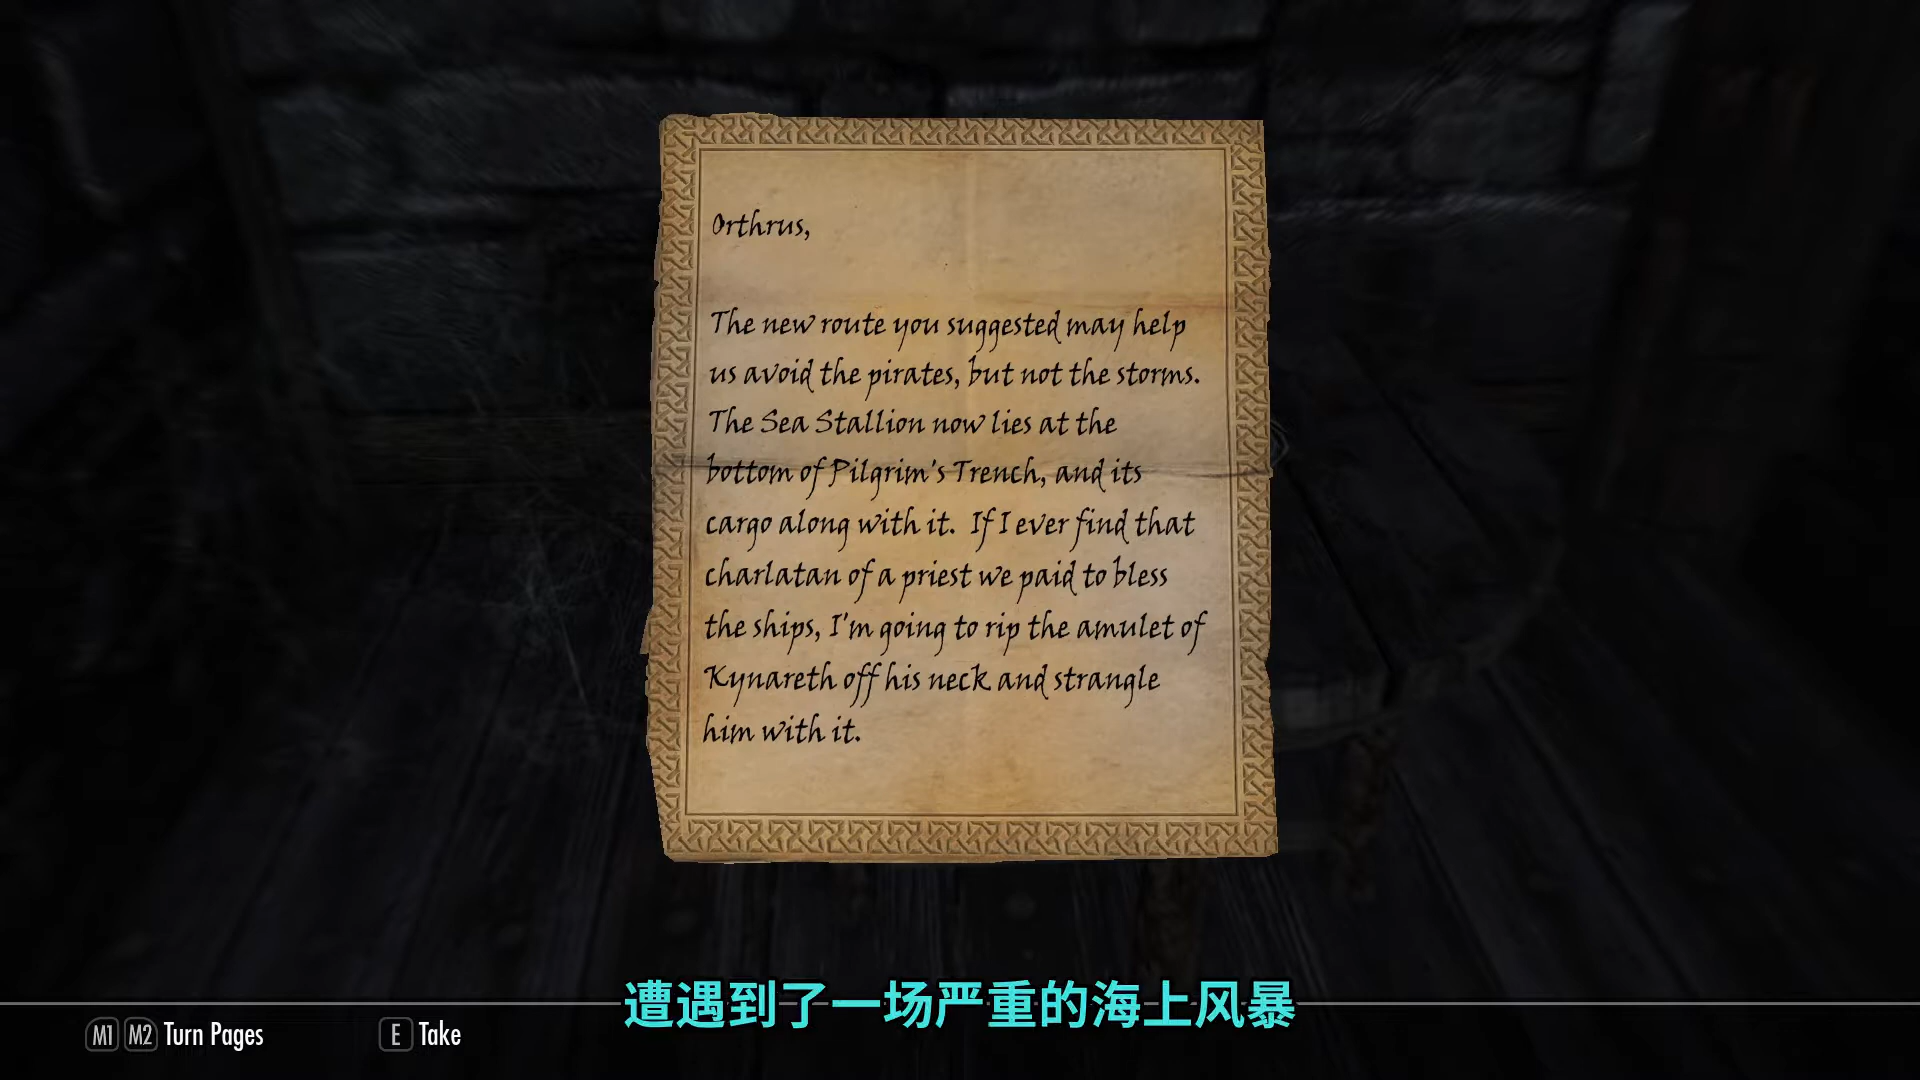 Orthrus,
The new route you suggested may help
us avoid the pirates, but not the storms.
The Sea Stallion now lies at the
bottom of Pilgrim's Trench, and its
cargo along with it.  If I ever find that
charlatan of a priest we paid to bless
the ships, I'm going to rip the amulet of
Kynareth off his neck and strangle
him with it.
遭遇到了一场严重的海上风暴
M1 M2 Turn Pages E Take